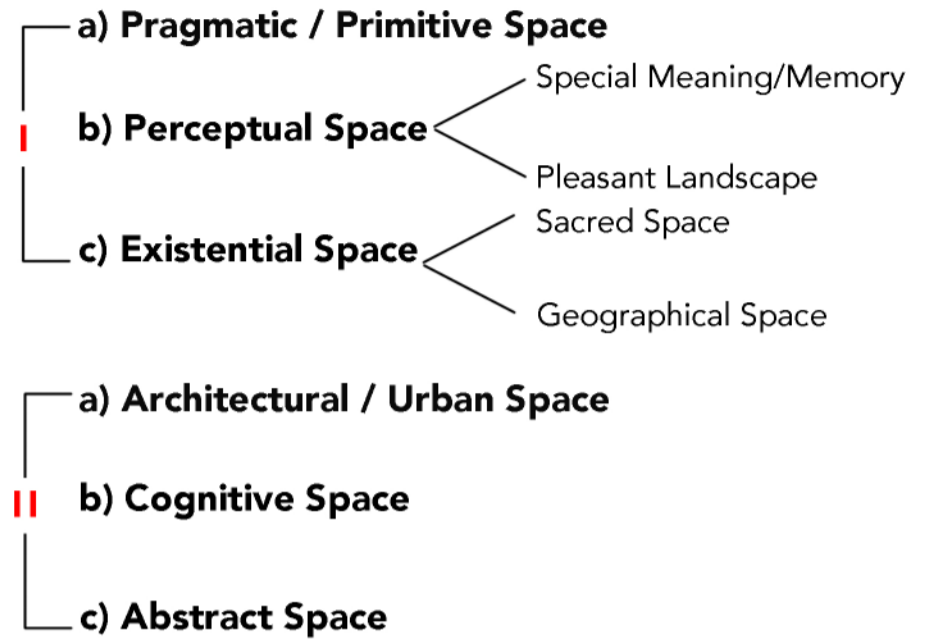 a) Pragmatic / Primitive Space
Special Meaning/Memory
I
b) Perceptual Space
Pleasant Landscape
Sacred Space
c) Existential Space
Geographical Space
a) Architectural / Urban Space
II
b) Cognitive Space
c) Abstract Space